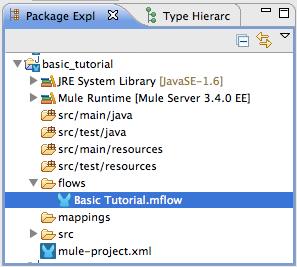 Package Expl Type Hierarc
basic_tutorial
JRE System Library [JavaSE-1.6]
Mule Runtime [Mule Server 3.4.0 EE]
src/main/java
src/test/java
src/main/resources
src/test/resources
flows
Basic Tutorial.mflow
mappings
src
mule-project.xml